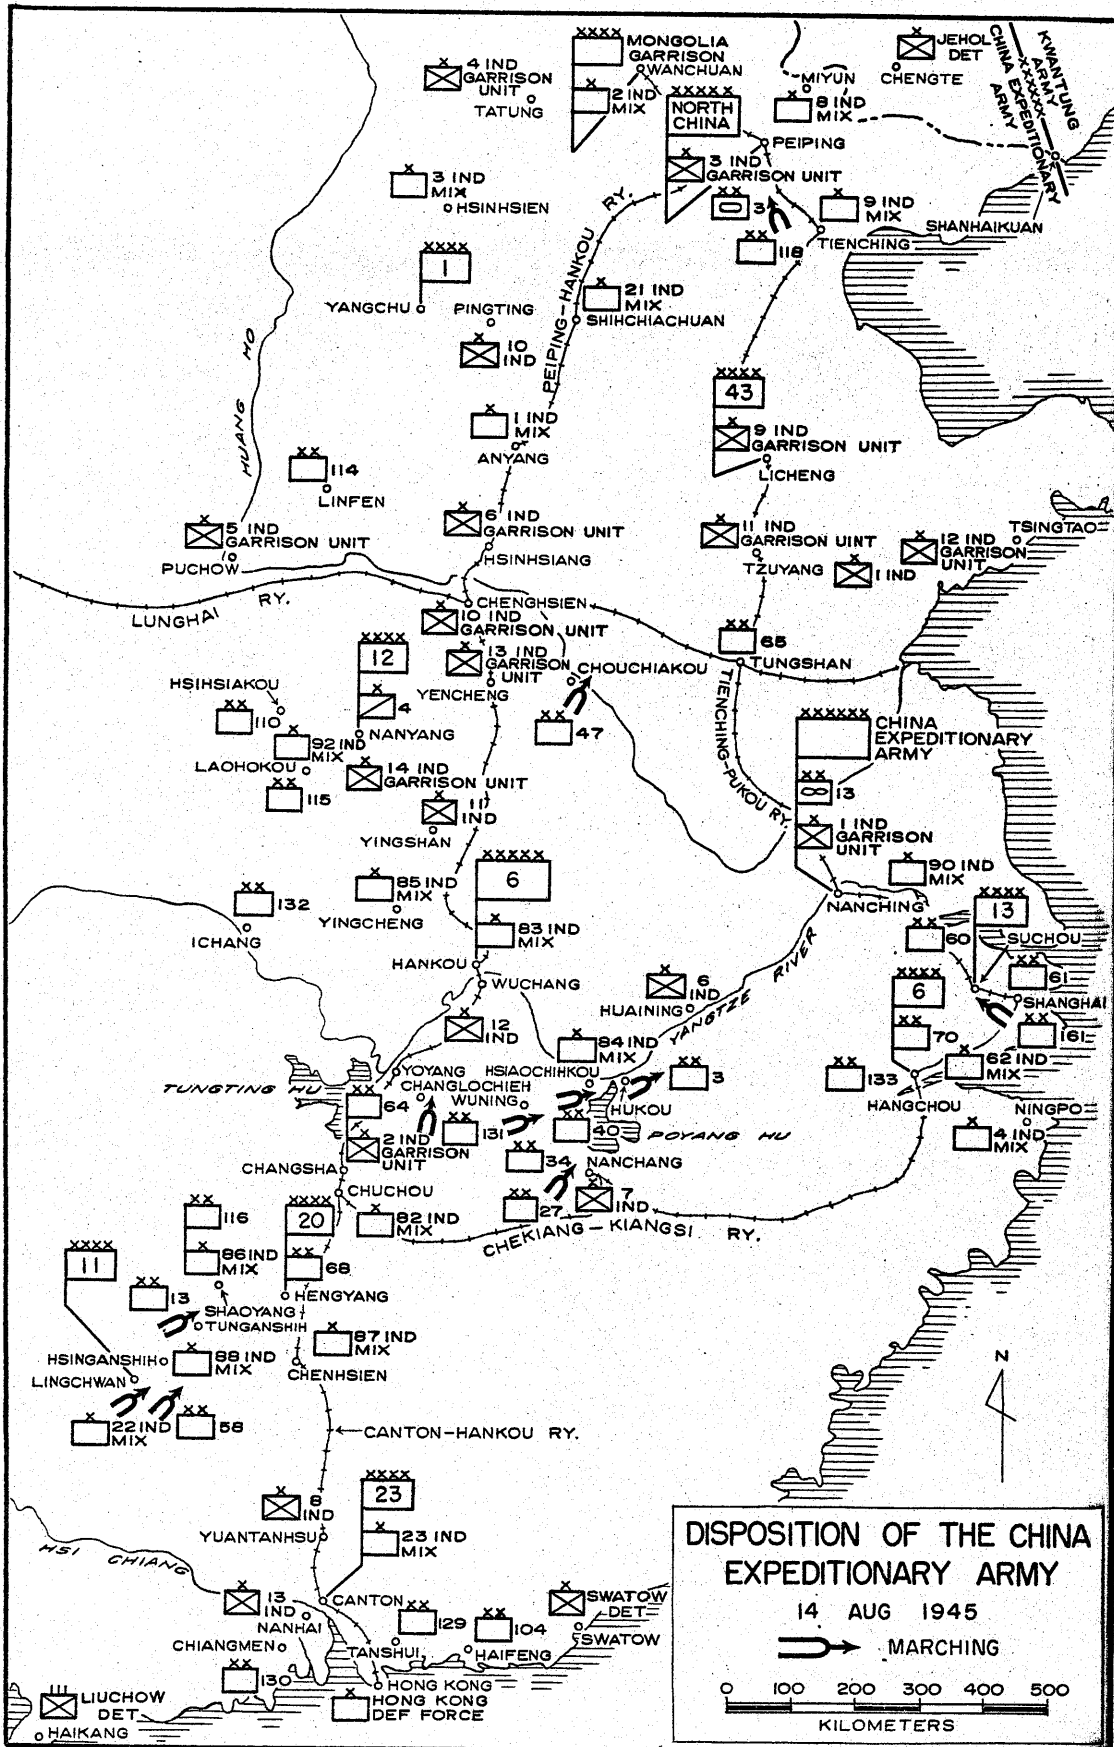 4 IND
GARRISON
UNIT
TATUNG
XXXX
MONGOLIA
GARRISON
WANCHUAN
2 IND
MIX
XXXXX
NORTH
CHINA
MIYUN
8 IND
MIX
JEHOL
DET
CHENGTE
KWANTUNG
ARMY
XXXXXX
CHINA EXPEDITIONARY
ARMY
PEIPING
3 IND
GARRISON UNIT
3 IND
MIX
HSINHSIEN
3
9 IND
MIX
TIENCHING
118
SHANHAIKUAN
XXXX
1
YANGCHU
PINGTING
10
IND
PEIPING-HANKOU RY.
21 IND
MIX
SHIHCHIACHUAN
HUANG HO
XXXX
43
9 IND
GARRISON UNIT
LICHENG
1 IND
MIX
ANYANG
114
LINFEN
5 IND
GARRISON UNIT
PUCHOW
6 IND
GARRISON UNIT
HSINHSIANG
11 IND
GARRISON UINT
TZUYANG
1 IND
12 IND
GARRISON
UNIT
TSINGTAO
LUNGHAI RY.
CHENGHSIEN
10 IND
GARRISON UNIT
65
TUNGSHAN
XXXX
12
13 IND
GARRISON
UNIT
YENCHENG
CHOUCHIAKOU
47
HSIHSIAKOU
110
4
NANYANG
92 IND
MIX
LAOHOKOU
115
14 IND
GARRISON UNIT
11
IND
YINGSHAN
TIENCHING-PUKOU RY.
XXXXXX
CHINA
EXPEDITIONARY
ARMY
13
1 IND
GARRISON
UNIT
NANCHING
90 IND
MIX
132
ICHANG
85 IND
MIX
YINGCHENG
XXXXX
6
83 IND
MIX
HANKOU
WUCHANG
XXXX
13
60
SUCHOU
61
SHANGHAI
161
6
IND
HUAINING
YANGTZE RIVER
XXXX
6
70
62 IND
MIX
133
HANGCHOU
NINGPO
4 IND
MIX
12
IND
84 IND
MIX
YOYANG
HSIAOCHIHKOU
CHANGLOCHIEH
WUNING
3
HUKOU
TUNGTING HU
64
131
40
POYANG HU
2 IND
GARRISON
UNIT
CHANGSHA
34
NANCHANG
CHUCHOU
27
7
IND
82 IND
MIX
CHEKIANG-KIANGSI RY.
116
XXXX
20
86 IND
MIX
68
XXXX
11
13
SHAOYANG
TUNGANSHIH
HENGYANG
HSINGANSHIH
88 IND
MIX
LINGCHWAN
87 IND
MIX
CHENHSIEN
22 IND
MIX
58
CANTON-HANKOU RY.
N
XXXX
23
8
IND
YUANTANHSU
23 IND
MIX
HSI CHIANG
13
IND
NANHAI
CANTON
129
104
SWATOW
DET
SWATOW
CHIANGMEN
TANSHUI
HAIFENG
130
HONG KONG
HONG KONG
DEF FORCE
LIUCHOW
DET
HAIKANG
DISPOSITION OF THE CHINA
EXPEDITIONARY ARMY
14 AUG 1945
MARCHING
0 100 200 300 400 500
KILOMETERS